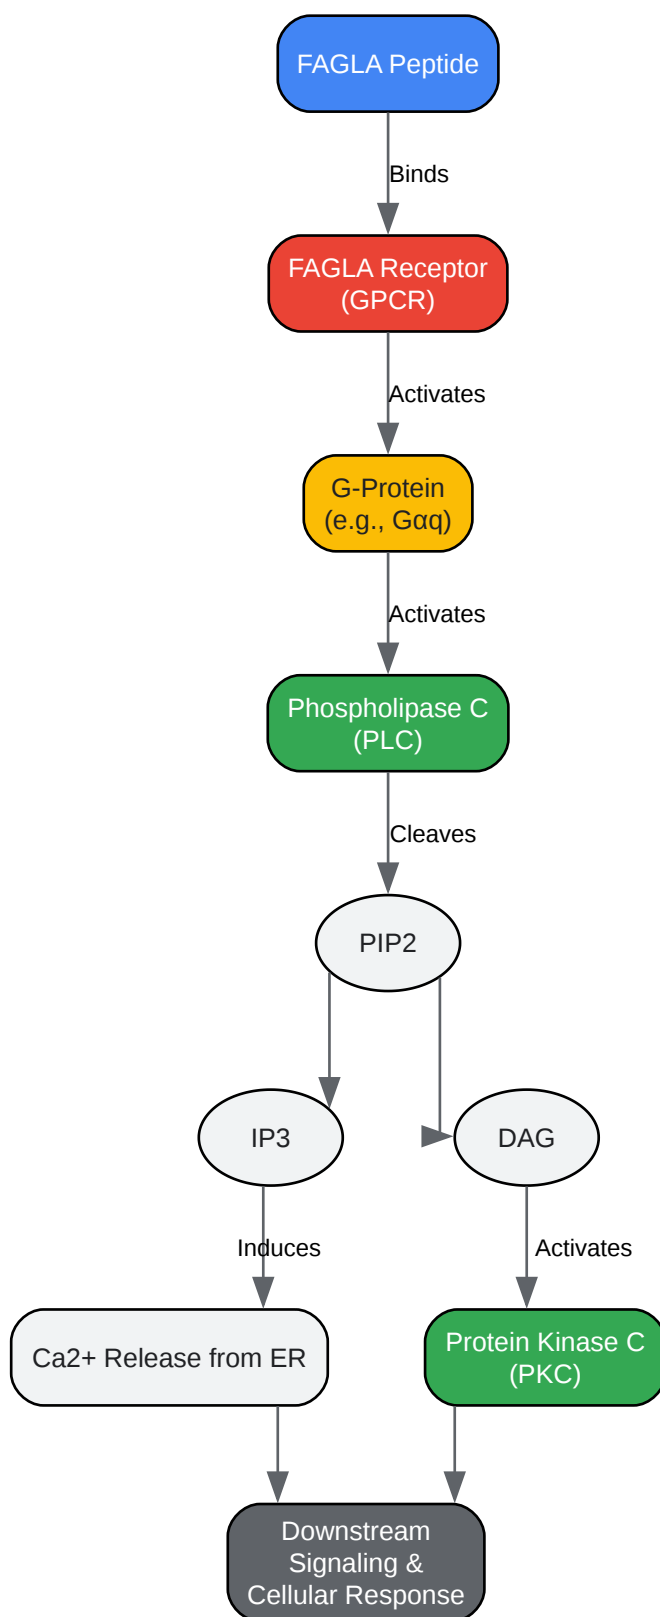 FAGLA Peptide
Binds
FAGLA Receptor
(GPCR)
Activates
G-Protein
(e.g., Gαq)
Activates
Phospholipase C
(PLC)
Cleaves
PIP2
IP3
DAG
Induces
Activates
Ca2+ Release from ER
Protein Kinase C
(PKC)
Downstream
Signaling &
Cellular Response